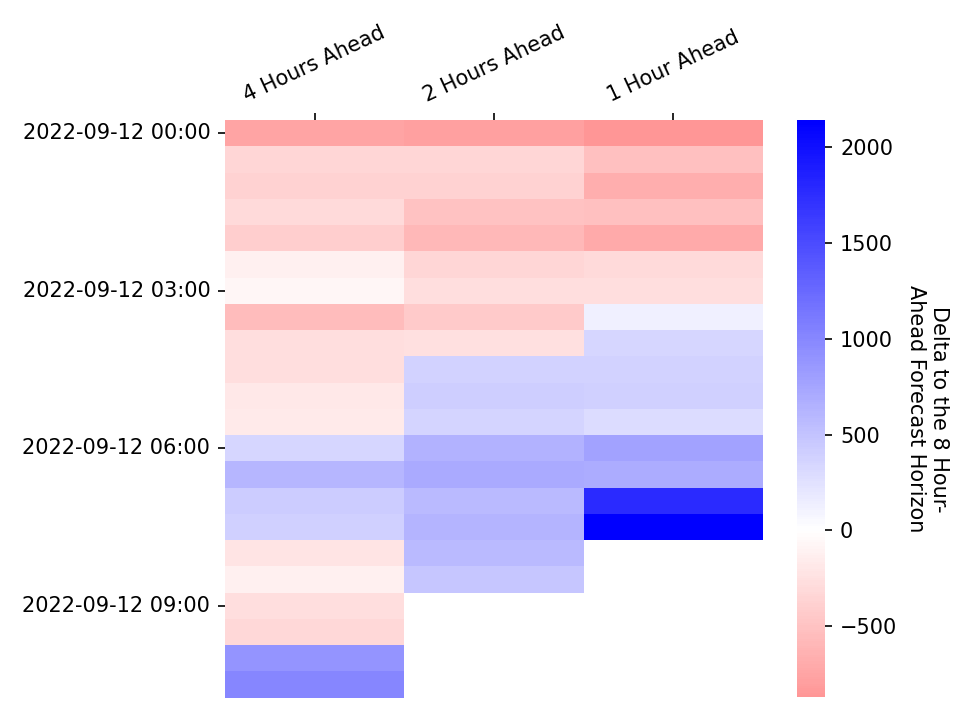 4 Hours Ahead
2 Hours Ahead
1 Hour Ahead
2022-09-12 00:00
2022-09-12 03:00
2022-09-12 06:00
2022-09-12 09:00
2000
1500
1000
500
0
−500
Delta to the 8 Hour-
Ahead Forecast Horizon